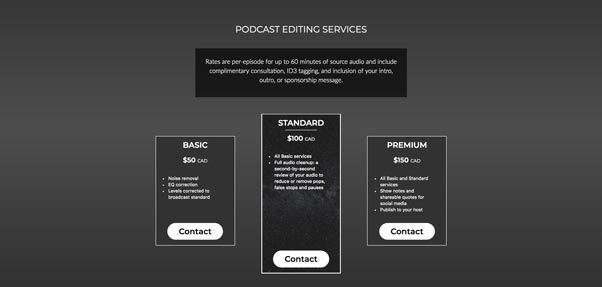 PODCAST EDITING SERVICES
Rates are per-episode for up to 60 minutes of source audio and include
complimentary consultation, ID3 tagging, and inclusion of your intro,
outro, or sponsorship message.
BASIC
$50 CAD
Noise removal
EQ correction
Levels corrected to
broadcast standard
Contact
STANDARD
$100 CAD
All Basic services
Full audio cleanup: a
second-by-second
review of your audio to
reduce or remove pops,
false stops and pauses
Contact
PREMIUM
$150 CAD
All Basic and Standard
services
Show notes and
shareable quotes for
social media
Publish to your host
Contact